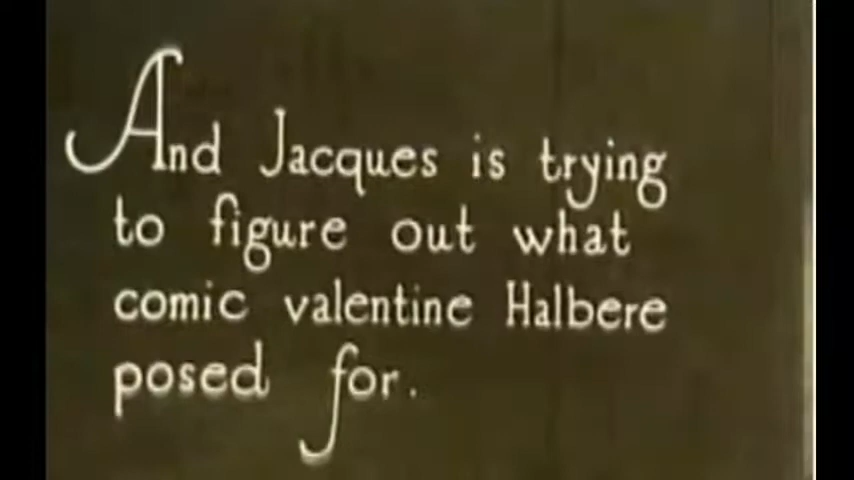 And Jacques is trying
to figure out what
comic valentine Halbere
posed for.